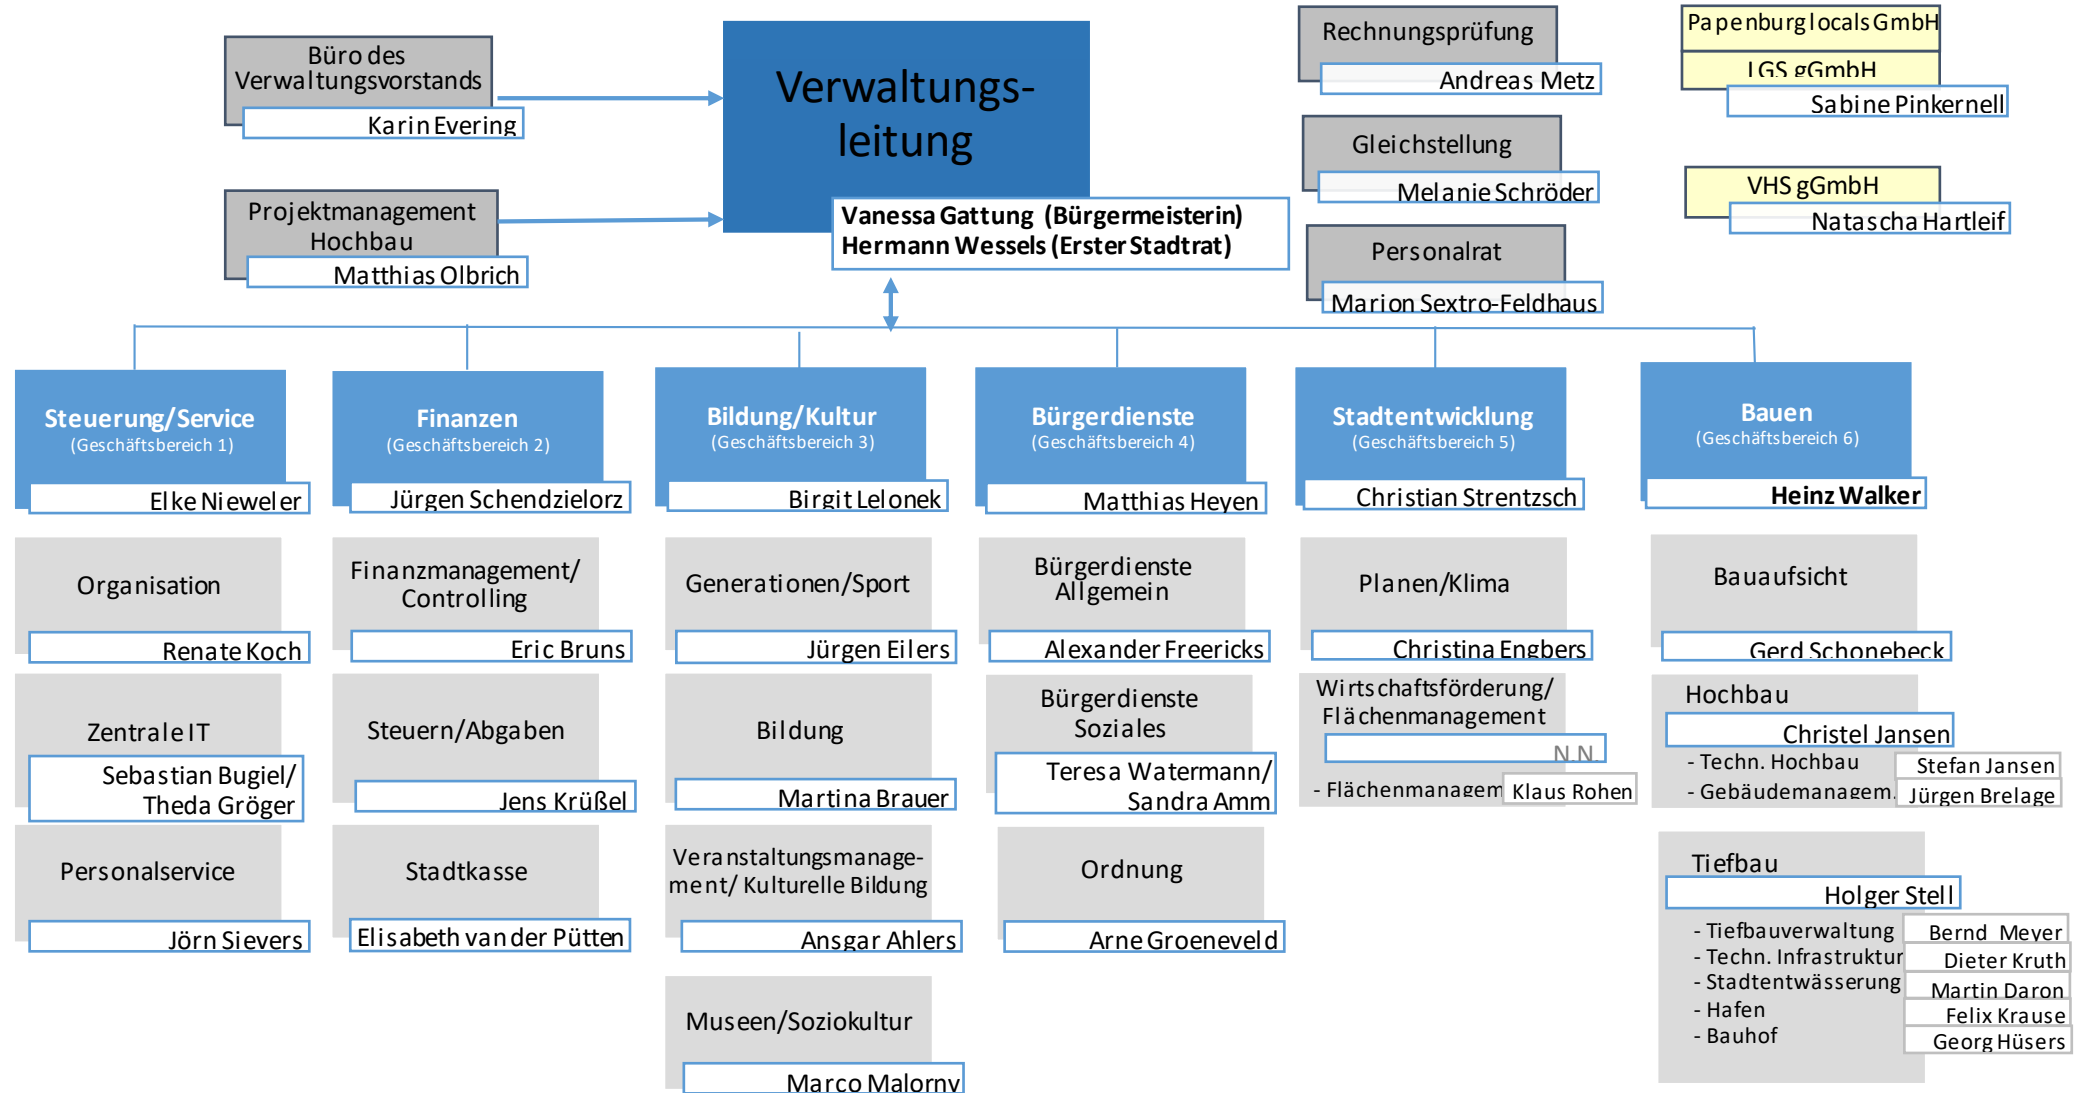 Büro des
Verwaltungsvorstands
Karin Evering
Projektmanagement
Hochbau
Matthias Olbrich
Verwaltungs-
leitung
Vanessa Gattung (Bürgermeisterin)
Hermann Wessels (Erster Stadtrat)
Rechnungsprüfung
Andreas Metz
Gleichstellung
Melanie Schröder
Personalrat
Marion Sextro-Feldhaus
Papenburg locals GmbH
LGS gGmbH
Sabine Pinkernell
VHS gGmbH
Natascha Hartleif
Steuerung/Service
(Geschäftsbereich 1)
Elke Nieweler
Organisation
Renate Koch
Zentrale IT
Sebastian Bugiel/
Theda Gröger
Personalservice
Jörn Sievers
Finanzen
(Geschäftsbereich 2)
Jürgen Schendzielorz
Finanzmanagement/
Controlling
Eric Bruns
Steuern/Abgaben
Jens Krüßel
Stadtkasse
Elisabeth van der Pütten
Bildung/Kultur
(Geschäftsbereich 3)
Birgit Lelonek
Generationen/Sport
Jürgen Eilers
Bildung
Martina Brauer
Veranstaltungsmanage-
ment/ Kulturelle Bildung
Ansgar Ahlers
Museen/Soziokultur
Marco Malorny
Bürgerdienste
(Geschäftsbereich 4)
Matthias Heyen
Bürgerdienste
Allgemein
Alexander Freericks
Bürgerdienste
Soziales
Teresa Watermann/
Sandra Amm
Ordnung
Arne Groeneveld
Stadtentwicklung
(Geschäftsbereich 5)
Christian Strentzsch
Planen/Klima
Christina Engbers
Wirtschaftsförderung/
Flächenmanagement
N.N.
- Flächenmanagem Klaus Rohen
Bauen
(Geschäftsbereich 6)
Heinz Walker
Bauaufsicht
Gerd Schonebeck
Hochbau
Christel Jansen
- Techn. Hochbau Stefan Jansen
- Gebäudemanagem. Jürgen Brelage
Tiefbau
Holger Stell
- Tiefbauverwaltung Bernd Meyer
- Techn. Infrastruktur Dieter Kruth
- Stadtentwässerung Martin Daron
- Hafen Felix Krause
- Bauhof Georg Hüsers